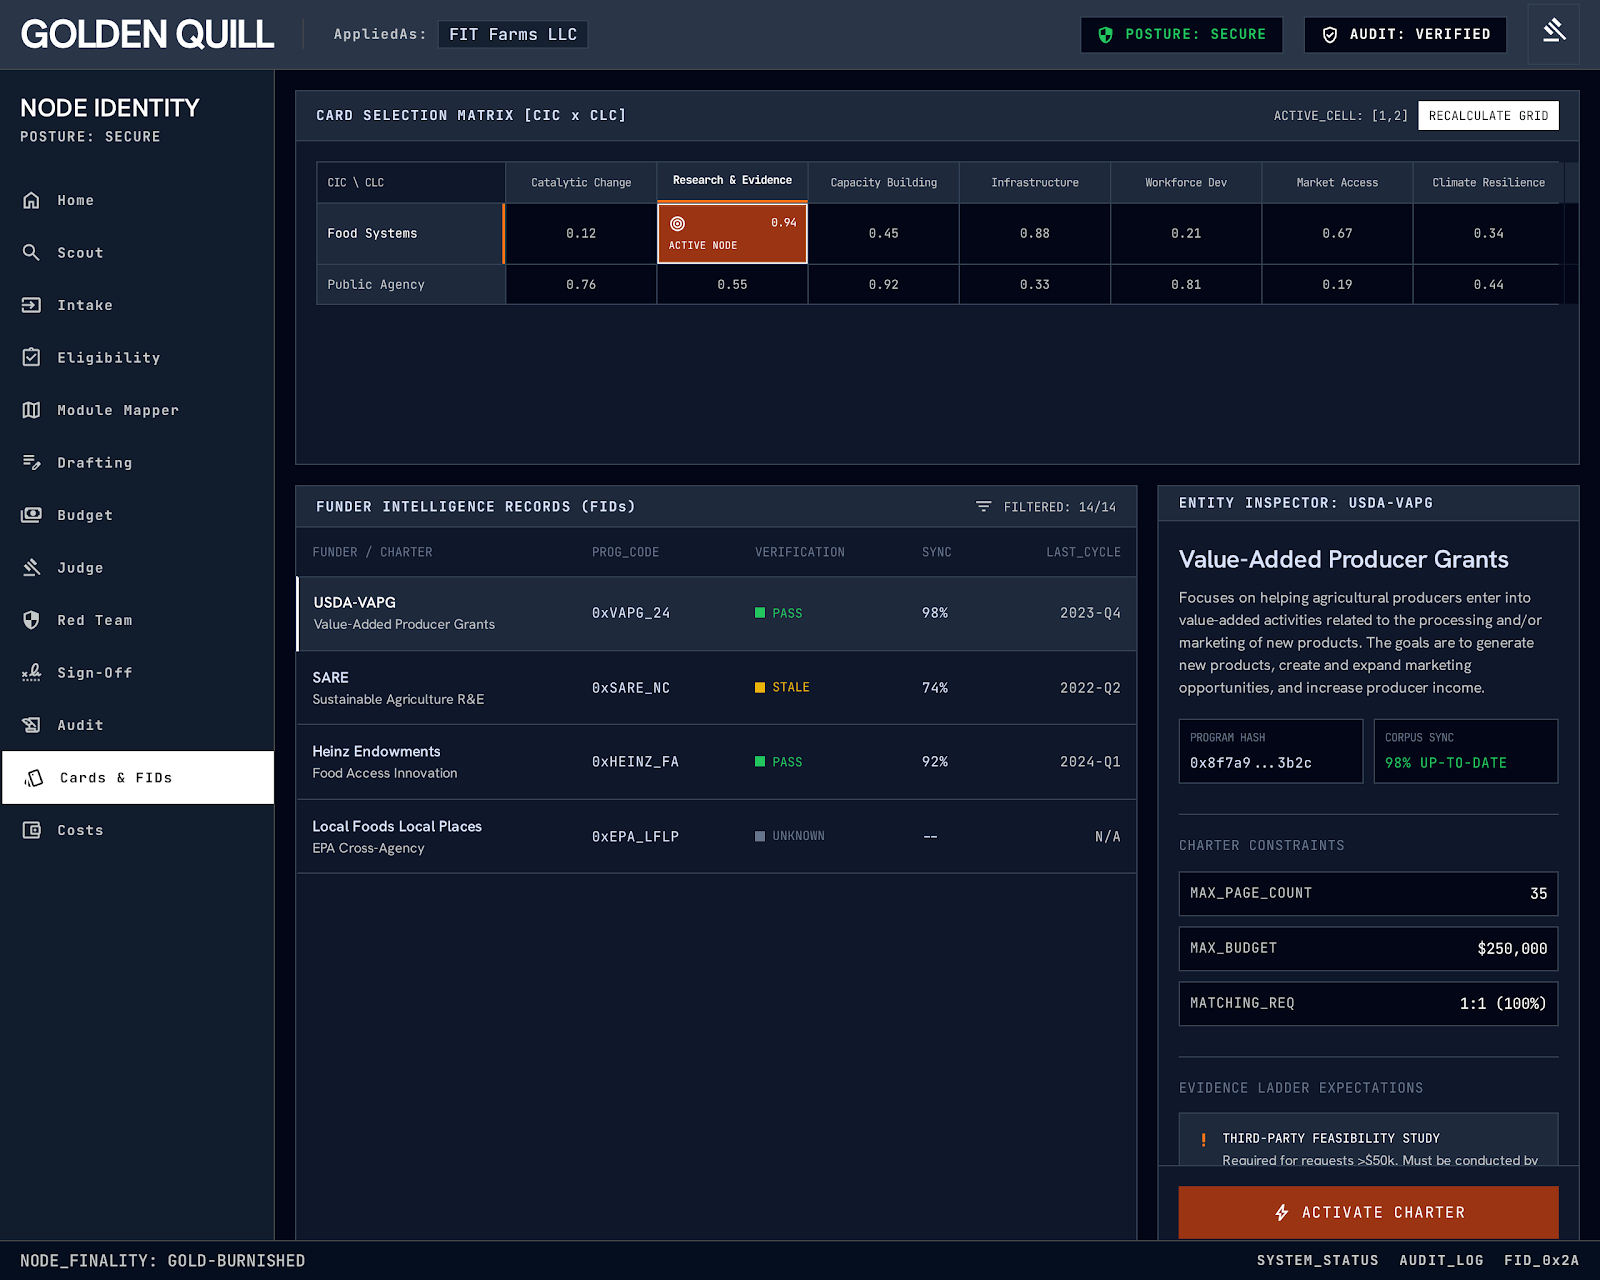 GOLDEN QUILL
AppliedAs: FIT Farms LLC
POSTURE: SECURE
AUDIT: VERIFIED
NODE IDENTITY
POSTURE: SECURE
Home
Scout
Intake
Eligibility
Module Mapper
Drafting
Budget
Judge
Red Team
Sign-Off
Audit
Cards & FIDs
Costs
CARD SELECTION MATRIX [CIC x CLC]
ACTIVE_CELL: [1,2] RECALCULATE GRID
CIC \ CLC Catalytic Change Research & Evidence Capacity Building Infrastructure Workforce Dev Market Access Climate Resilience
Food Systems 0.12 0.94 0.45 0.88 0.21 0.67 0.34
ACTIVE NODE
Public Agency 0.76 0.55 0.92 0.33 0.81 0.19 0.44
FUNDER INTELLIGENCE RECORDS (FIDs)
FILTERED: 14/14
FUNDER / CHARTER PROG_CODE VERIFICATION SYNC LAST_CYCLE
USDA-VAPG
Value-Added Producer Grants
0xVAPG_24 PASS 98% 2023-Q4
SARE
Sustainable Agriculture R&E
0xSARE_NC STALE 74% 2022-Q2
Heinz Endowments
Food Access Innovation
0xHEINZ_FA PASS 92% 2024-Q1
Local Foods Local Places
EPA Cross-Agency
0xEPA_LFLP UNKNOWN -- N/A
ENTITY INSPECTOR: USDA-VAPG
Value-Added Producer Grants
Focuses on helping agricultural producers enter into
value-added activities related to the processing and/or
marketing of new products. The goals are to generate
new products, create and expand marketing
opportunities, and increase producer income.
PROGRAM HASH
0x8f7a9...3b2c
CORPUS SYNC
98% UP-TO-DATE
CHARTER CONSTRAINTS
MAX_PAGE_COUNT 35
MAX_BUDGET $250,000
MATCHING_REQ 1:1 (100%)
EVIDENCE LADDER EXPECTATIONS
! THIRD-PARTY FEASIBILITY STUDY
Required for requests >$50k. Must be conducted by
ACTIVATE CHARTER
NODE_FINALITY: GOLD-BURNISHED
SYSTEM_STATUS AUDIT_LOG FID_0x2A